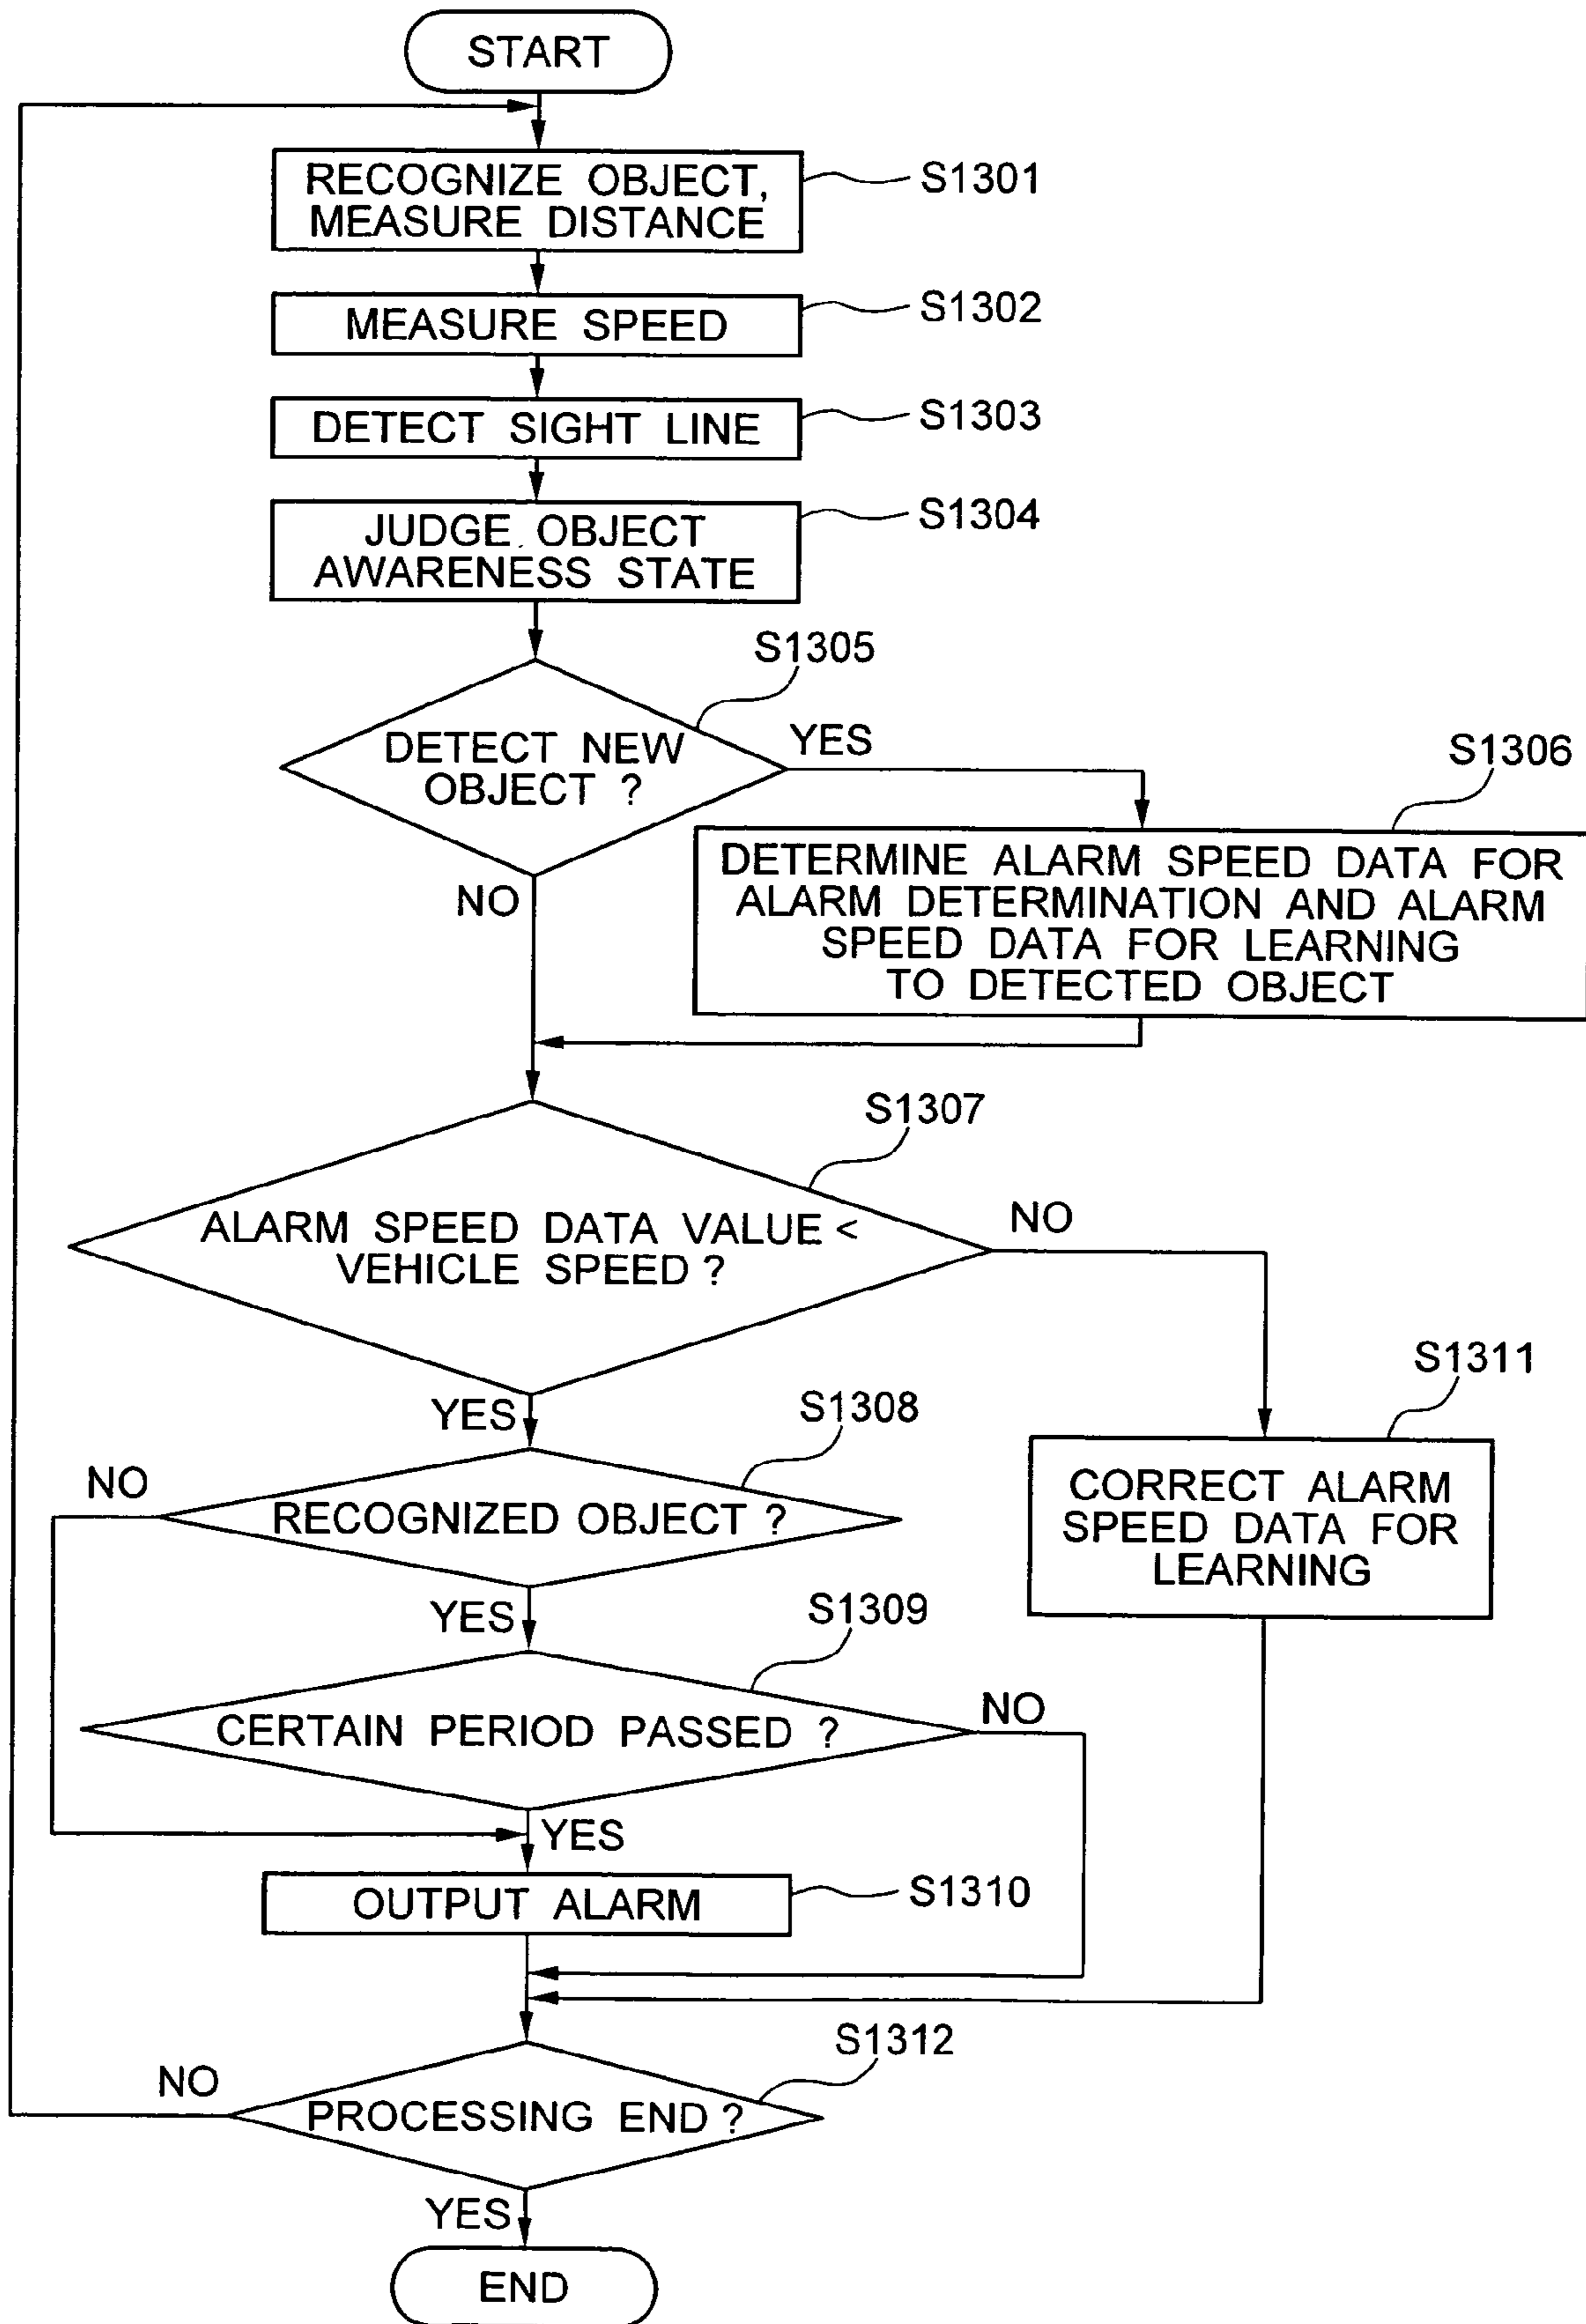 START
RECOGNIZE OBJECT,
MEASURE DISTANCE
S1301
MEASURE SPEED
S1302
DETECT SIGHT LINE
S1303
JUDGE OBJECT
AWARENESS STATE
S1304
S1305
DETECT NEW
OBJECT ?
YES
NO
S1306
DETERMINE ALARM SPEED DATA FOR
ALARM DETERMINATION AND ALARM
SPEED DATA FOR LEARNING
TO DETECTED OBJECT
S1307
ALARM SPEED DATA VALUE <
VEHICLE SPEED ?
NO
YES
S1311
CORRECT ALARM
SPEED DATA FOR
LEARNING
S1308
NO
RECOGNIZED OBJECT ?
YES
S1309
CERTAIN PERIOD PASSED ?
NO
YES
OUTPUT ALARM
S1310
S1312
NO
PROCESSING END ?
YES
END